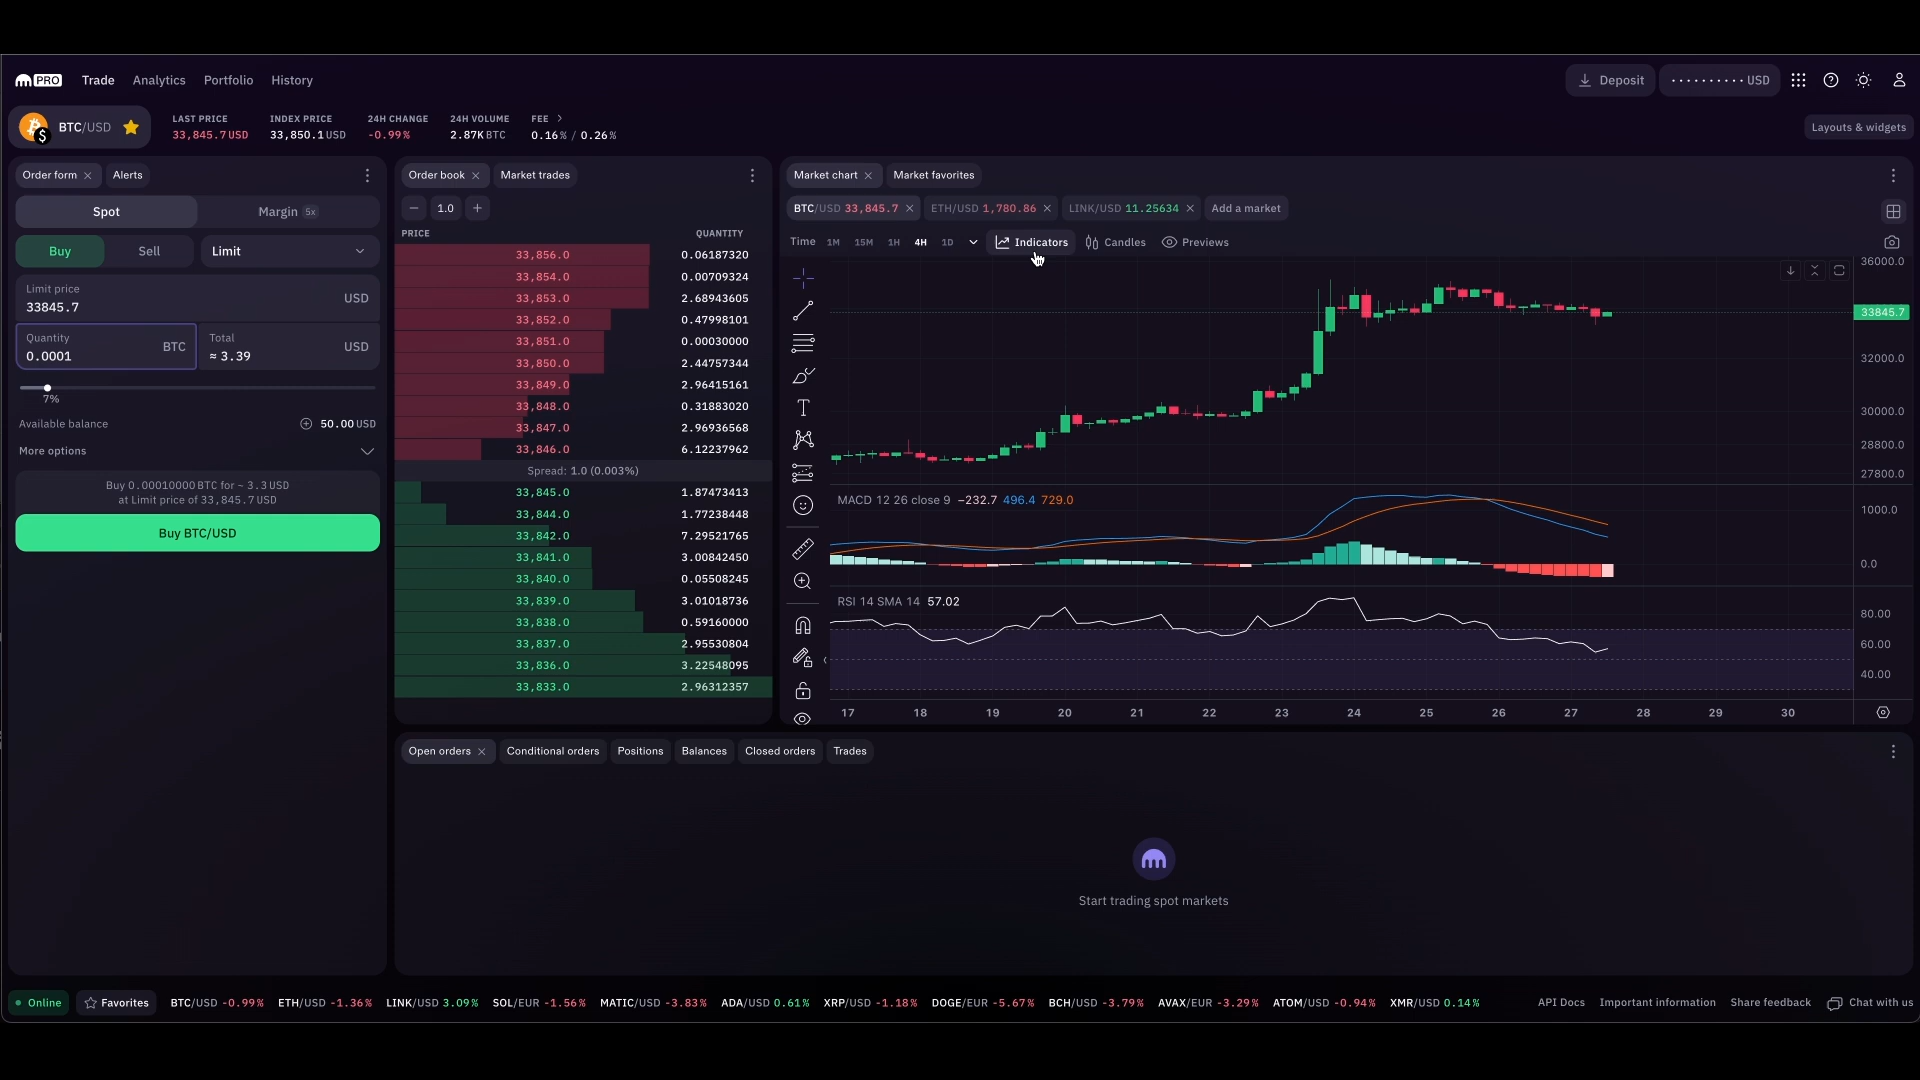 PRO Trade Analytics Portfolio History Deposit ·········· USD
BTC/USD
LAST PRICE INDEX PRICE 24H CHANGE 24H VOLUME FEE
33,845.7 USD 33,850.1 USD -0.99% 2.87K BTC 0.16% / 0.26%
Layouts & widgets
Order form Alerts
Spot Margin 5x
Buy Sell Limit
Limit price
33845.7 USD
Quantity
0.0001 BTC
Total
≈ 3.39 USD
7%
Available balance 50.00 USD
More options
Buy 0.00010000 BTC for ~ 3.3 USD
at Limit price of 33,845.7 USD
Buy BTC/USD
Order book Market trades
1.0
PRICE QUANTITY
33,856.0 0.06187320
33,854.0 0.00709324
33,853.0 2.68943605
33,852.0 0.47998101
33,851.0 0.00030000
33,850.0 2.44757344
33,849.0 2.96415161
33,848.0 0.31883020
33,847.0 2.96936568
33,846.0 6.12237962
Spread: 1.0 (0.003%)
33,845.0 1.87473413
33,844.0 1.77238448
33,842.0 7.29521765
33,841.0 3.00842450
33,840.0 0.05508245
33,839.0 3.01018736
33,838.0 0.59160000
33,837.0 2.95530804
33,836.0 3.22548095
33,833.0 2.96312357
Market chart Market favorites
BTC/USD 33,845.7 ETH/USD 1,780.86 LINK/USD 11.25634 Add a market
Time 1M 15M 1H 4H 1D Indicators Candles Previews
36000.0
33845.7
32000.0
30000.0
28800.0
27800.0
MACD 12 26 close 9 −232.7 496.4 729.0
1000.0
0.0
RSI 14 SMA 14 57.02
80.00
60.00
40.00
17 18 19 20 21 22 23 24 25 26 27 28 29 30
Open orders Conditional orders Positions Balances Closed orders Trades
Start trading spot markets
Online Favorites BTC/USD -0.99% ETH/USD -1.36% LINK/USD 3.09% SOL/EUR -1.56% MATIC/USD -3.83% ADA/USD 0.61% XRP/USD -1.18% DOGE/EUR -5.67% BCH/USD -3.79% AVAX/EUR -3.29% ATOM/USD -0.94% XMR/USD 0.14% API Docs Important information Share feedback Chat with us